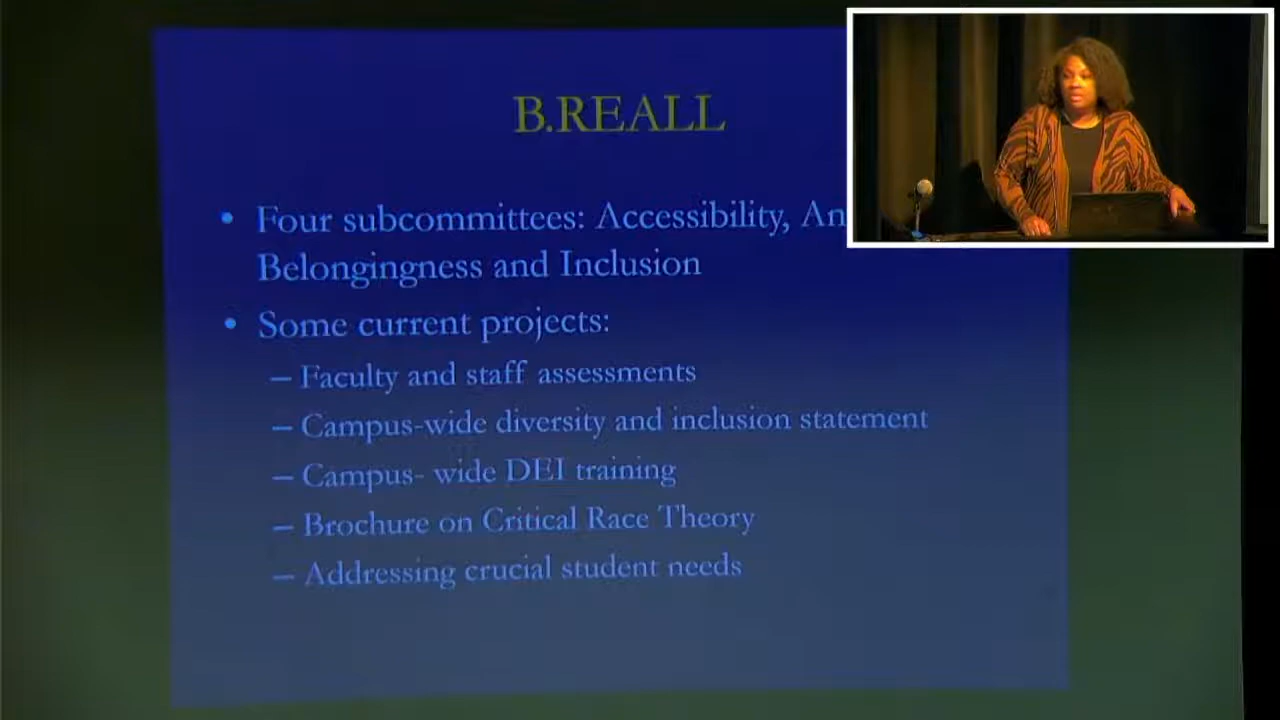 B.REALL
• Four subcommittees: Accessibility, An
Belongingness and Inclusion
• Some current projects:
– Faculty and staff assessments
– Campus-wide diversity and inclusion statement
– Campus- wide DEI training
– Brochure on Critical Race Theory
– Addressing crucial student needs